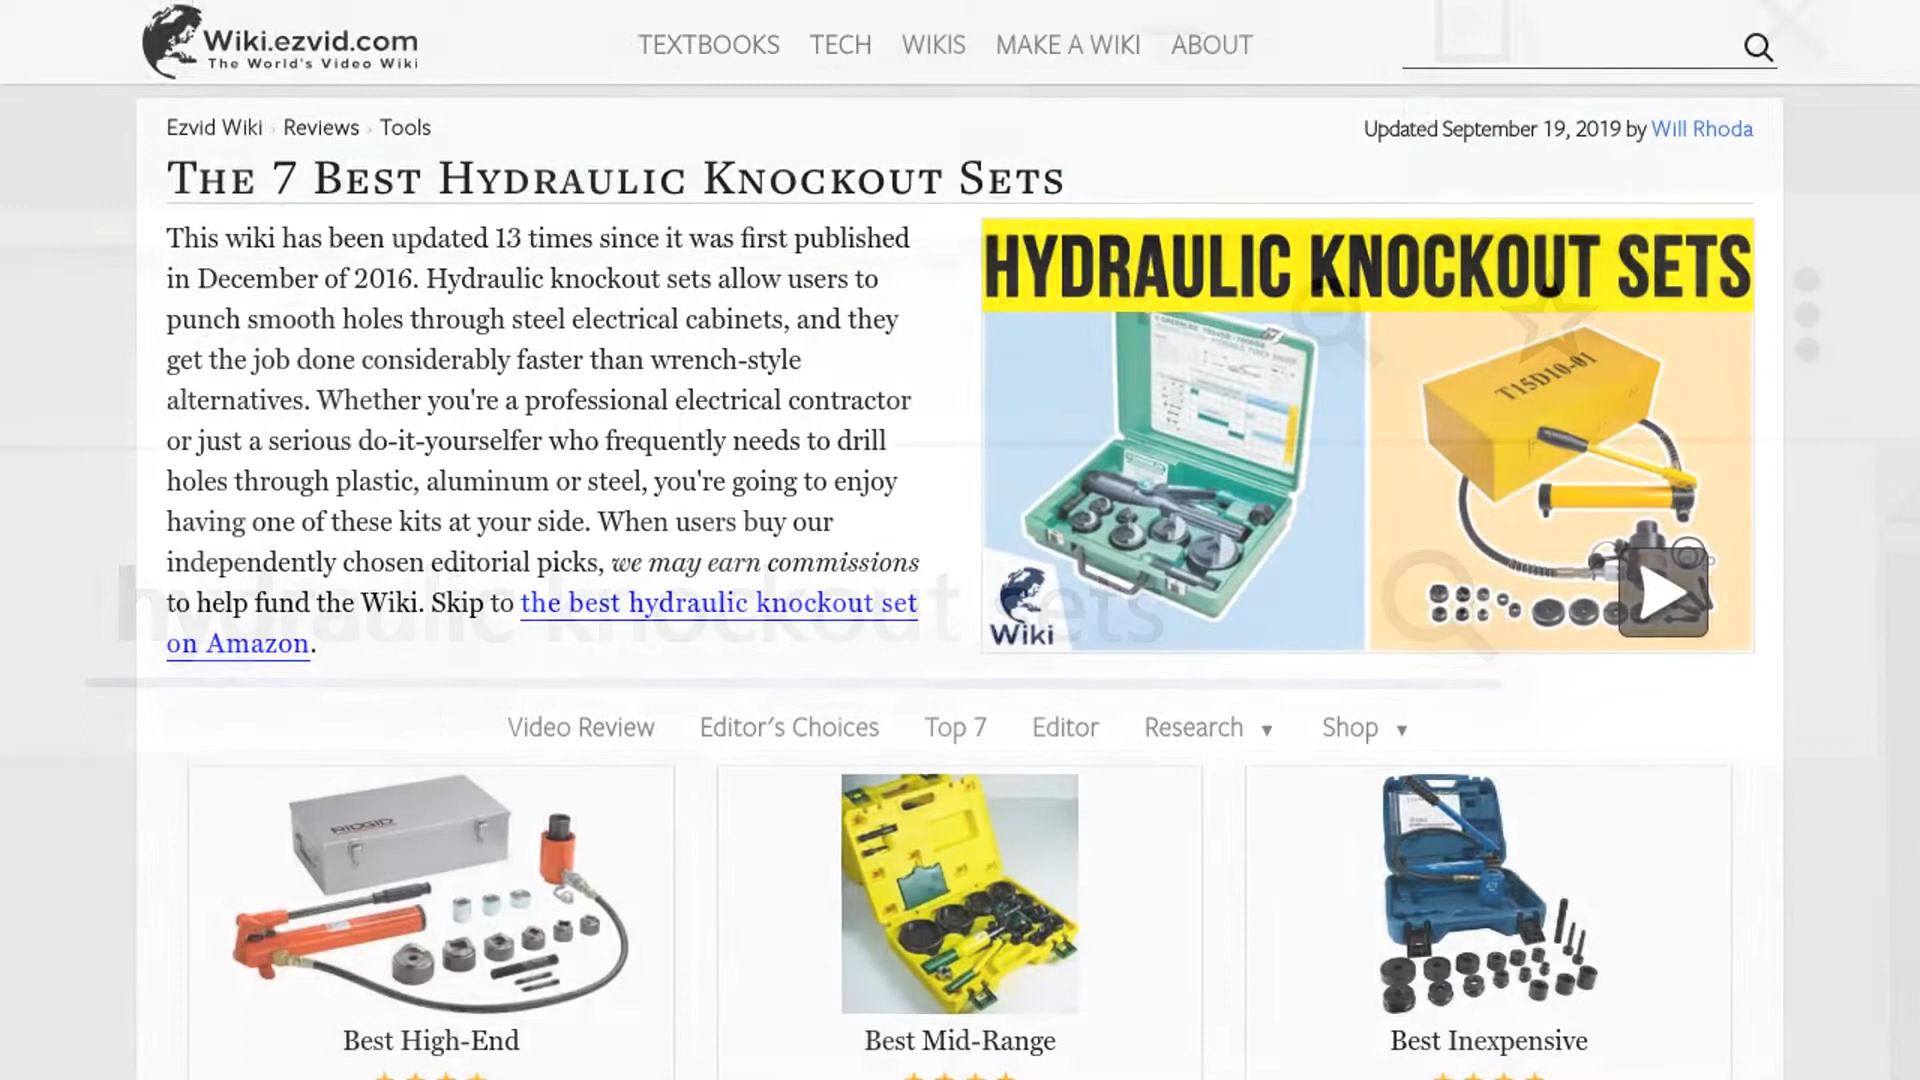 Wiki.ezvid.com
The World's Video Wiki
TEXTBOOKS TECH WIKIS MAKE A WIKI ABOUT
Ezvid Wiki › Reviews › Tools
Updated September 19, 2019 by Will Rhoda
The 7 Best Hydraulic Knockout Sets
This wiki has been updated 13 times since it was first published
in December of 2016. Hydraulic knockout sets allow users to
punch smooth holes through steel electrical cabinets, and they
get the job done considerably faster than wrench-style
alternatives. Whether you're a professional electrical contractor
or just a serious do-it-yourselfer who frequently needs to drill
holes through plastic, aluminum or steel, you're going to enjoy
having one of these kits at your side. When users buy our
independently chosen editorial picks, we may earn commissions
to help fund the Wiki. Skip to the best hydraulic knockout set
on Amazon.
HYDRAULIC KNOCKOUT SETS
T15D10-01
Wiki
hydraulic knockout sets
Video Review Editor's Choices Top 7 Editor Research ▼ Shop ▼
RIDGID
Best High-End
Best Mid-Range
Best Inexpensive